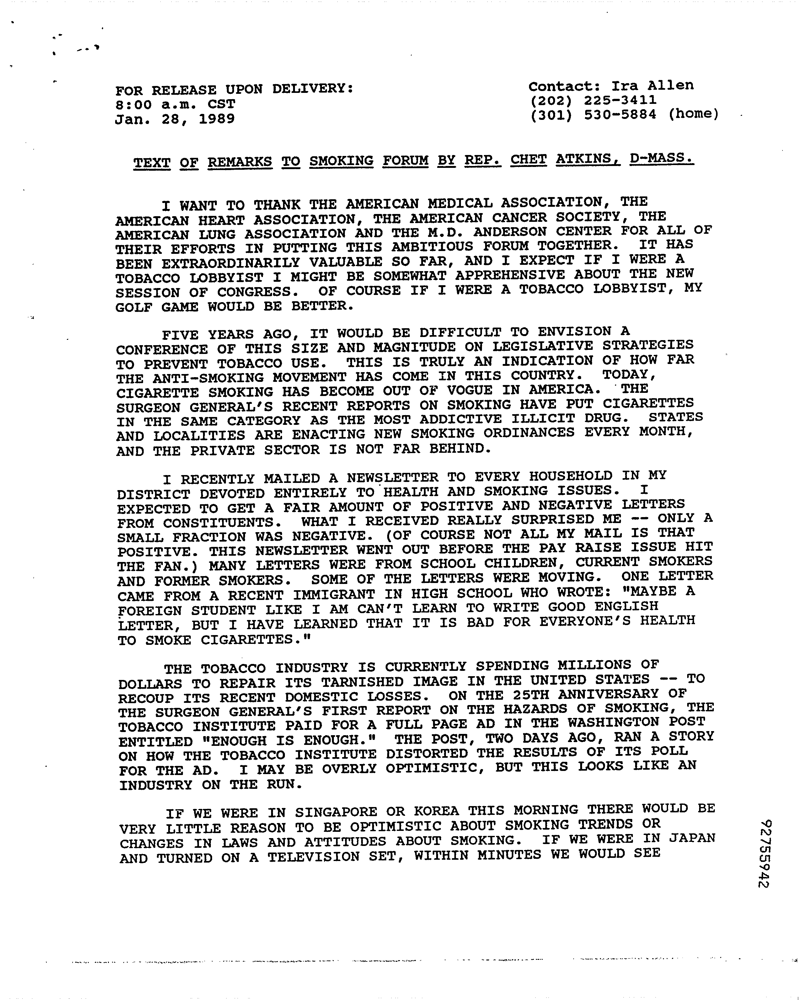 FOR RELEASE UPON DELIVERY:
8:00 a.m. CST
Jan. 28, 1989
Contact: Ira Allen
(202) 225-3411
(301) 530-5884 (home)
TEXT OF REMARKS TO SMOKING FORUM BY REP. CHET ATKINS, D-MASS.
I WANT TO THANK THE AMERICAN MEDICAL ASSOCIATION, THE
AMERICAN HEART ASSOCIATION, THE AMERICAN CANCER SOCIETY, THE
AMERICAN LUNG ASSOCIATION AND THE M.D. ANDERSON CENTER FOR ALL OF
THEIR EFFORTS IN PUTTING THIS AMBITIOUS FORUM TOGETHER. IT HAS
BEEN EXTRAORDINARILY VALUABLE SO FAR, AND I EXPECT IF I WERE A
TOBACCO LOBBYIST I MIGHT BE SOMEWHAT APPREHENSIVE ABOUT THE NEW
SESSION OF CONGRESS. OF COURSE IF I WERE A TOBACCO LOBBYIST, MY
GOLF GAME WOULD BE BETTER.
FIVE YEARS AGO, IT WOULD BE DIFFICULT TO ENVISION A
CONFERENCE OF THIS SIZE AND MAGNITUDE ON LEGISLATIVE STRATEGIES
TO PREVENT TOBACCO USE. THIS IS TRULY AN INDICATION OF HOW FAR
THE ANTI-SMOKING MOVEMENT HAS COME IN THIS COUNTRY. TODAY,
CIGARETTE SMOKING HAS BECOME OUT OF VOGUE IN AMERICA. THE
SURGEON GENERAL'S RECENT REPORTS ON SMOKING HAVE PUT CIGARETTES
IN THE SAME CATEGORY AS THE MOST ADDICTIVE ILLICIT DRUG. STATES
AND LOCALITIES ARE ENACTING NEW SMOKING ORDINANCES EVERY MONTH,
AND THE PRIVATE SECTOR IS NOT FAR BEHIND.
I RECENTLY MAILED A NEWSLETTER TO EVERY HOUSEHOLD IN MY
DISTRICT DEVOTED ENTIRELY TO HEALTH AND SMOKING ISSUES. I
EXPECTED TO GET A FAIR AMOUNT OF POSITIVE AND NEGATIVE LETTERS
FROM CONSTITUENTS. WHAT I RECEIVED REALLY SURPRISED ME -- ONLY A
SMALL FRACTION WAS NEGATIVE. (OF COURSE NOT ALL MY MAIL IS THAT
POSITIVE. THIS NEWSLETTER WENT OUT BEFORE THE PAY RAISE ISSUE HIT
THE FAN.) MANY LETTERS WERE FROM SCHOOL CHILDREN, CURRENT SMOKERS
AND FORMER SMOKERS. SOME OF THE LETTERS WERE MOVING. ONE LETTER
CAME FROM A RECENT IMMIGRANT IN HIGH SCHOOL WHO WROTE: "MAYBE A
FOREIGN STUDENT LIKE I AM CAN'T LEARN TO WRITE GOOD ENGLISH
LETTER, BUT I HAVE LEARNED THAT IT IS BAD FOR EVERYONE'S HEALTH
TO SMOKE CIGARETTES."
THE TOBACCO INDUSTRY IS CURRENTLY SPENDING MILLIONS OF
DOLLARS TO REPAIR ITS TARNISHED IMAGE IN THE UNITED STATES -- TO
RECOUP ITS RECENT DOMESTIC LOSSES. ON THE 25TH ANNIVERSARY OF
THE SURGEON GENERAL'S FIRST REPORT ON THE HAZARDS OF SMOKING, THE
TOBACCO INSTITUTE PAID FOR A FULL PAGE AD IN THE WASHINGTON POST
ENTITLED "ENOUGH IS ENOUGH." THE POST, TWO DAYS AGO, RAN A STORY
ON HOW THE TOBACCO INSTITUTE DISTORTED THE RESULTS OF ITS POLL
FOR THE AD. I MAY BE OVERLY OPTIMISTIC, BUT THIS LOOKS LIKE AN
INDUSTRY ON THE RUN.
IF WE WERE IN SINGAPORE OR KOREA THIS MORNING THERE WOULD BE
VERY LITTLE REASON TO BE OPTIMISTIC ABOUT SMOKING TRENDS OR
CHANGES IN LAWS AND ATTITUDES ABOUT SMOKING. IF WE WERE IN JAPAN
AND TURNED ON A TELEVISION SET, WITHIN MINUTES WE WOULD SEE
92755942